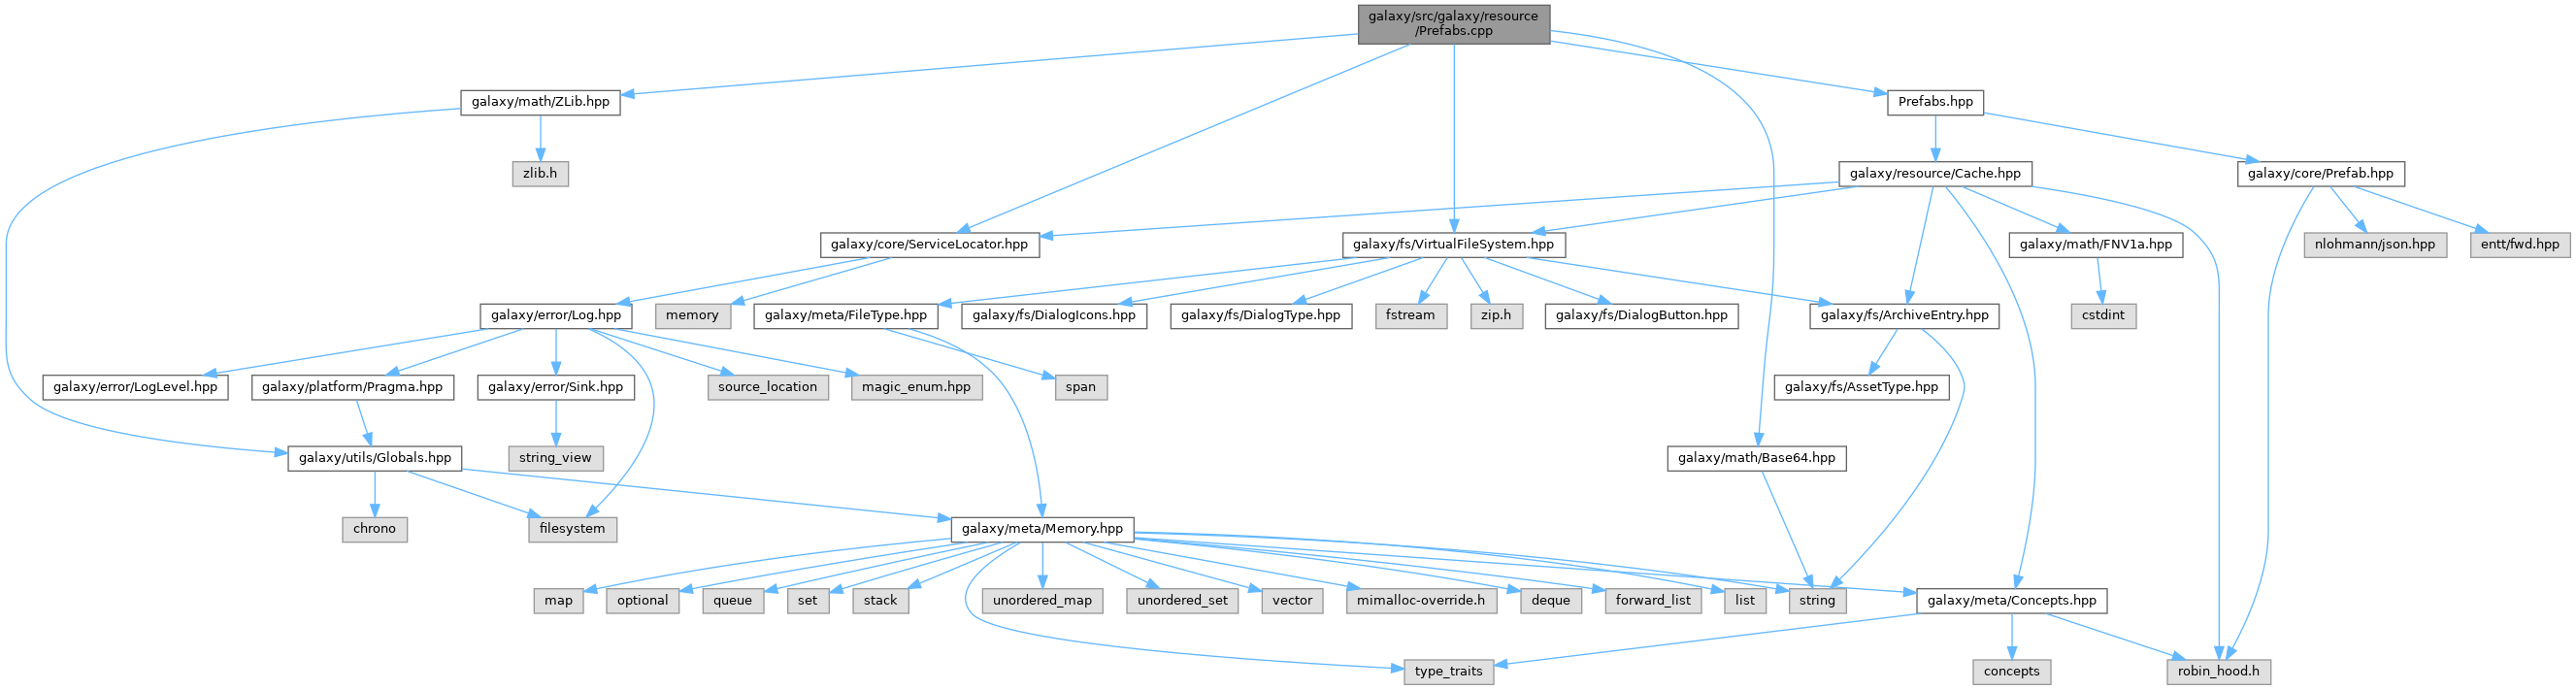 galaxy/src/galaxy/resource
/Prefabs.cpp
galaxy/math/ZLib.hpp
Prefabs.hpp
zlib.h
galaxy/resource/Cache.hpp
galaxy/core/Prefab.hpp
galaxy/core/ServiceLocator.hpp
galaxy/fs/VirtualFileSystem.hpp
galaxy/math/FNV1a.hpp
nlohmann/json.hpp
entt/fwd.hpp
galaxy/error/Log.hpp
memory
galaxy/meta/FileType.hpp
galaxy/fs/DialogIcons.hpp
galaxy/fs/DialogType.hpp
fstream
zip.h
galaxy/fs/DialogButton.hpp
galaxy/fs/ArchiveEntry.hpp
cstdint
galaxy/error/LogLevel.hpp
galaxy/platform/Pragma.hpp
galaxy/error/Sink.hpp
source_location
magic_enum.hpp
span
galaxy/fs/AssetType.hpp
galaxy/utils/Globals.hpp
string_view
galaxy/math/Base64.hpp
chrono
filesystem
galaxy/meta/Memory.hpp
map
optional
queue
set
stack
unordered_map
unordered_set
vector
mimalloc-override.h
deque
forward_list
list
string
galaxy/meta/Concepts.hpp
type_traits
concepts
robin_hood.h